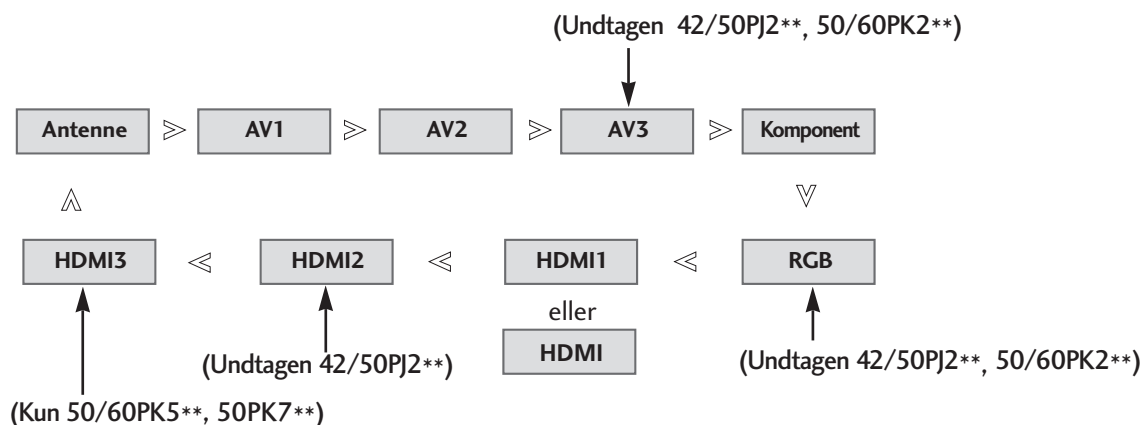 (Undtagen 42/50PJ2**, 50/60PK2**)
Antenne
AV1
AV2
AV3
Komponent
HDMI3
HDMI2
HDMI1
RGB
eller
HDMI
(Undtagen 42/50PJ2**)
(Undtagen 42/50PJ2**, 50/60PK2**)
(Kun 50/60PK5**, 50PK7**)